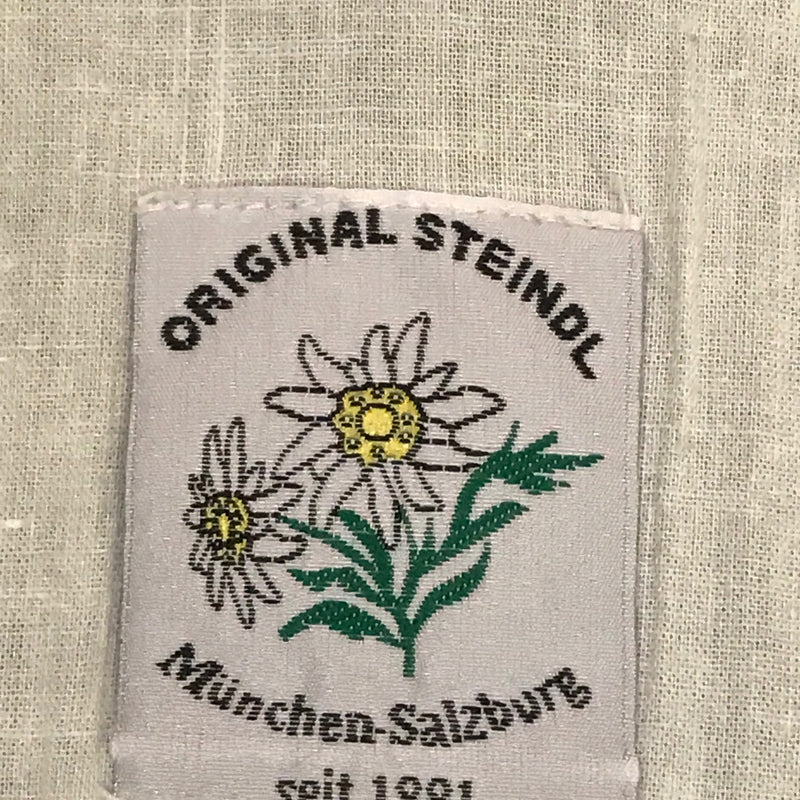 ORIGINAL STEINDL
München-Salzburg
seit